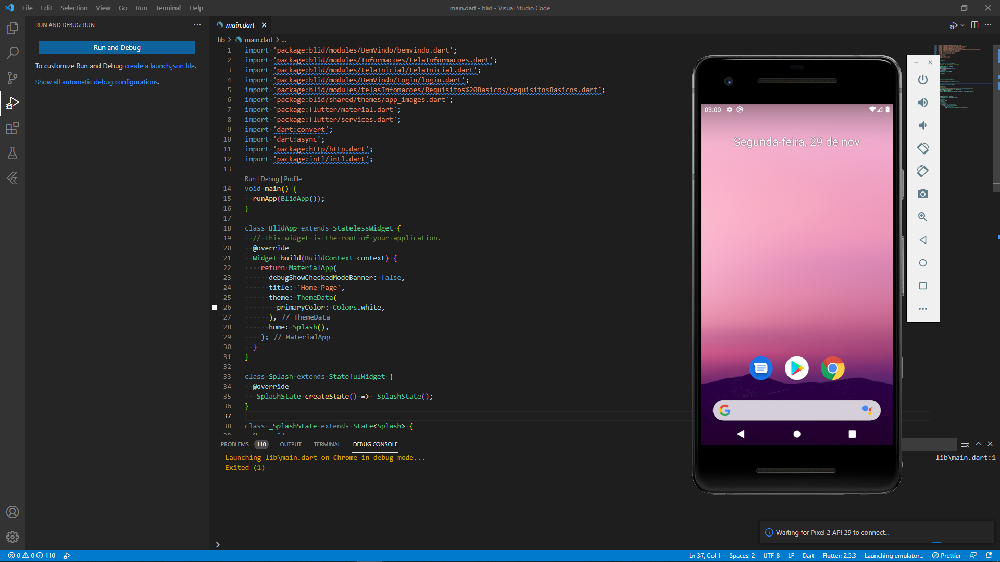 File Edit Selection View Go Run Terminal Help
main.dart - blid - Visual Studio Code
RUN AND DEBUG: RUN
Run and Debug
To customize Run and Debug create a launch.json file.
Show all automatic debug configurations.
main.dart
lib > main.dart > ...
1 import 'package:blid/modules/BemVindo/bemvindo.dart';
2 import 'package:blid/modules/Informacoes/telaInformacoes.dart';
3 import 'package:blid/modules/telaInicial/telaInicial.dart';
4 import 'package:blid/modules/BemVindo/Login/login.dart';
5 import 'package:blid/modules/telasInfomacoes/Requisitos%20Basicos/requisitosBasicos.dart';
6 import 'package:blid/shared/themes/app_images.dart';
7 import 'package:flutter/material.dart';
8 import 'package:flutter/services.dart';
9 import 'dart:convert';
10 import 'dart:async';
11 import 'package:http/http.dart';
12 import 'package:intl/intl.dart';
13
Run | Debug | Profile
14 void main() {
15 runApp(BlidApp());
16 }
17
18 class BlidApp extends StatelessWidget {
19 // This widget is the root of your application.
20 @override
21 Widget build(BuildContext context) {
22 return MaterialApp(
23 debugShowCheckedModeBanner: false,
24 title: 'Home Page',
25 theme: ThemeData(
26 primaryColor: Colors.white,
27 ), // ThemeData
28 home: Splash(),
29 ); // MaterialApp
30 }
31 }
32
33 class Splash extends StatefulWidget {
34 @override
35 _SplashState createState() => _SplashState();
36 }
37
38 class _SplashState extends State<Splash> {
03:00
Segunda-feira, 29 de nov
PROBLEMS 110 OUTPUT TERMINAL DEBUG CONSOLE
Launching lib\main.dart on Chrome in debug mode...
lib\main.dart:1
Exited (1)
Waiting for Pixel 2 API 29 to connect...
0 0 110
Ln 37, Col 1 Spaces: 2 UTF-8 LF Dart Flutter: 2.5.3 Launching emulator... Prettier